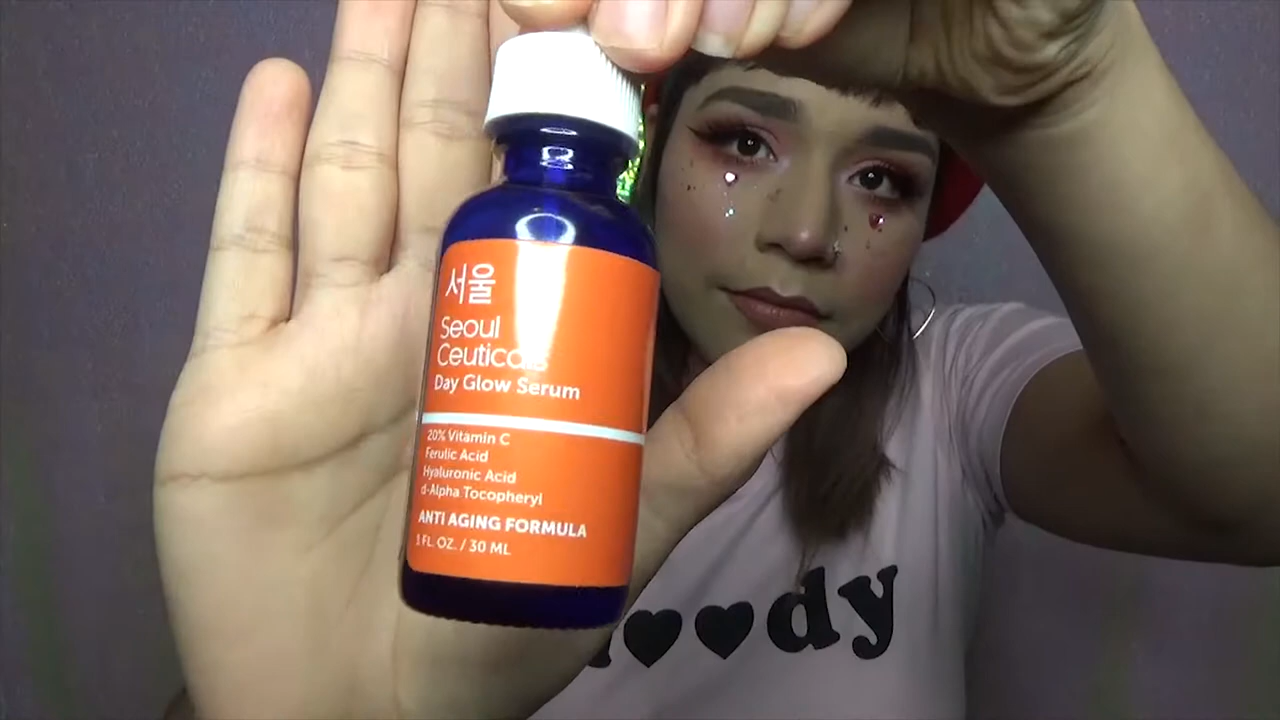 서울
Seoul
Ceuticals
Day Glow Serum
20% Vitamin C
Ferulic Acid
Hyaluronic Acid
d-Alpha Tocopheryl
ANTI AGING FORMULA
1 FL. OZ. / 30 ML